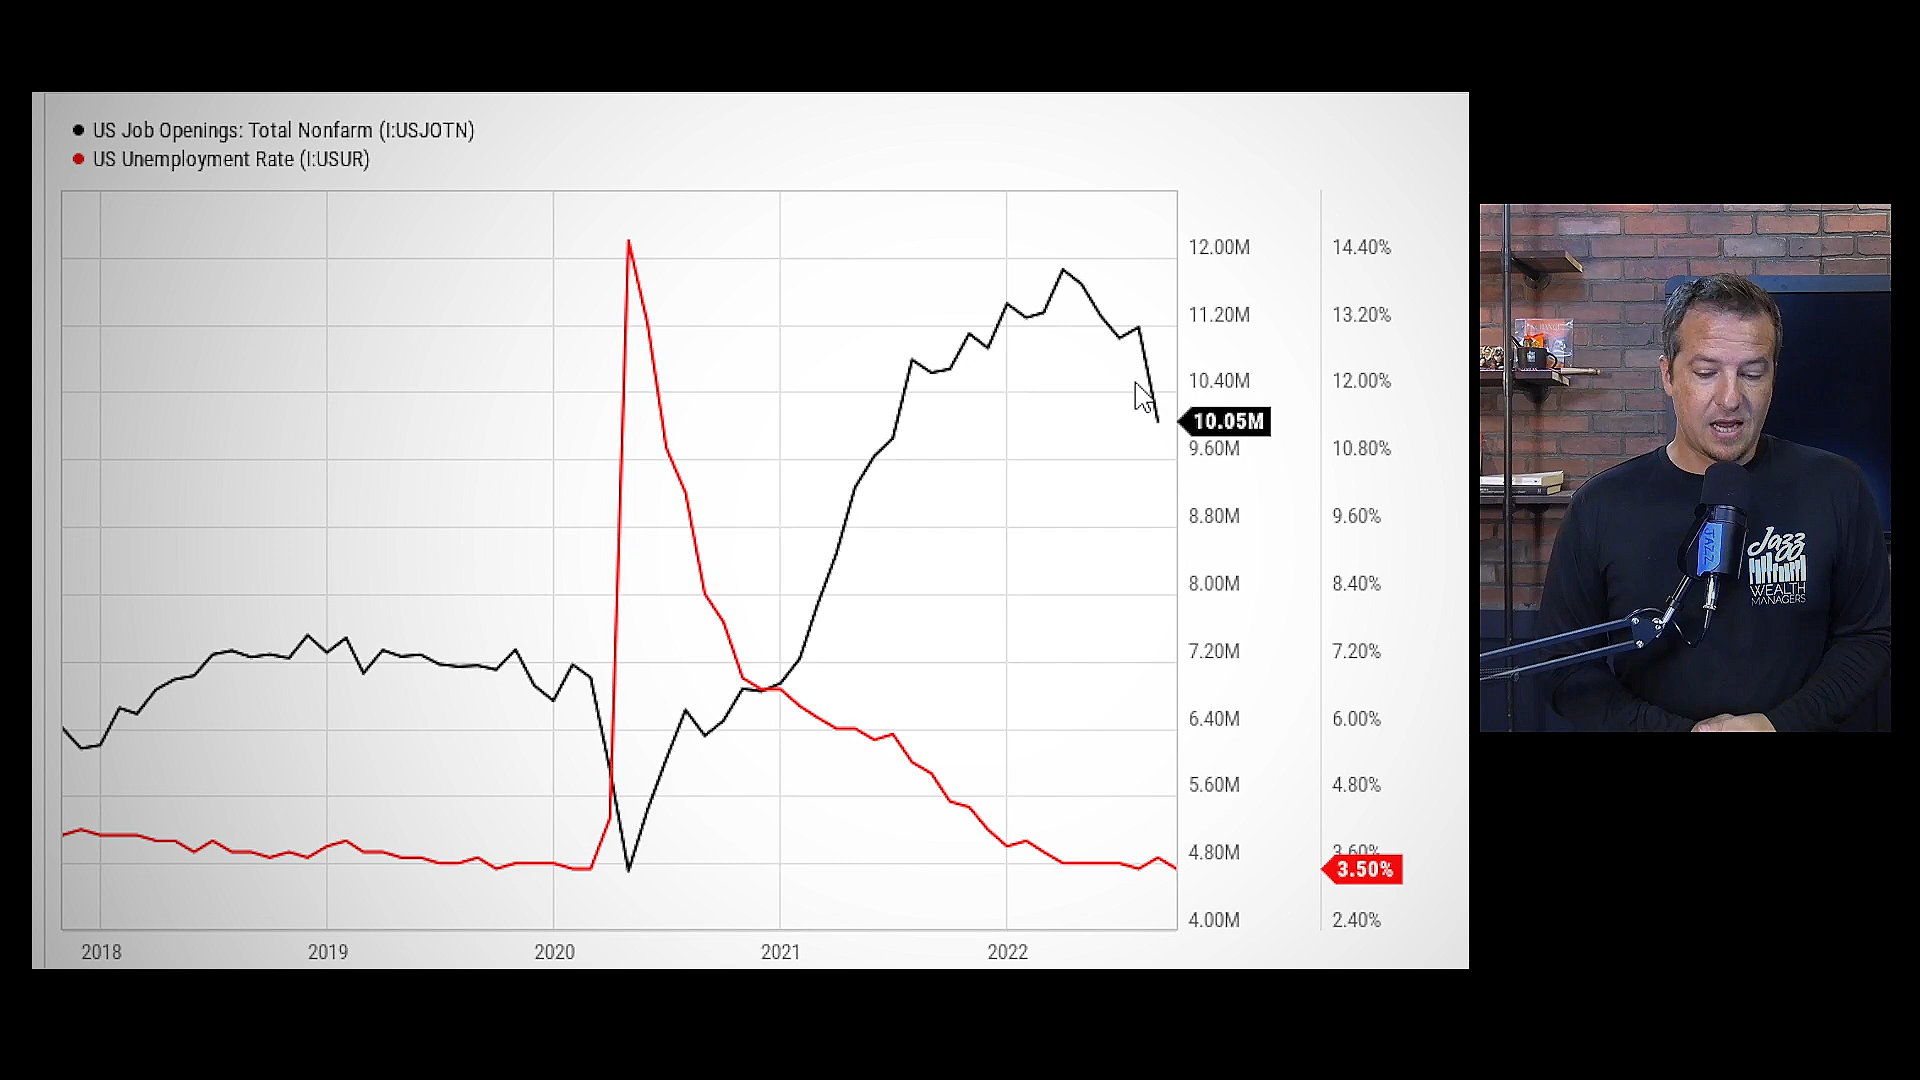 US Job Openings: Total Nonfarm (I:USJOTN)
US Unemployment Rate (I:USUR)
12.00M 14.40%
11.20M 13.20%
10.40M 12.00%
10.05M
9.60M 10.80%
8.80M 9.60%
8.00M 8.40%
7.20M 7.20%
6.40M 6.00%
5.60M 4.80%
4.80M 3.60%
3.50%
4.00M 2.40%
2018 2019 2020 2021 2022
JAZZ
Jazz
WEALTH
MANAGERS